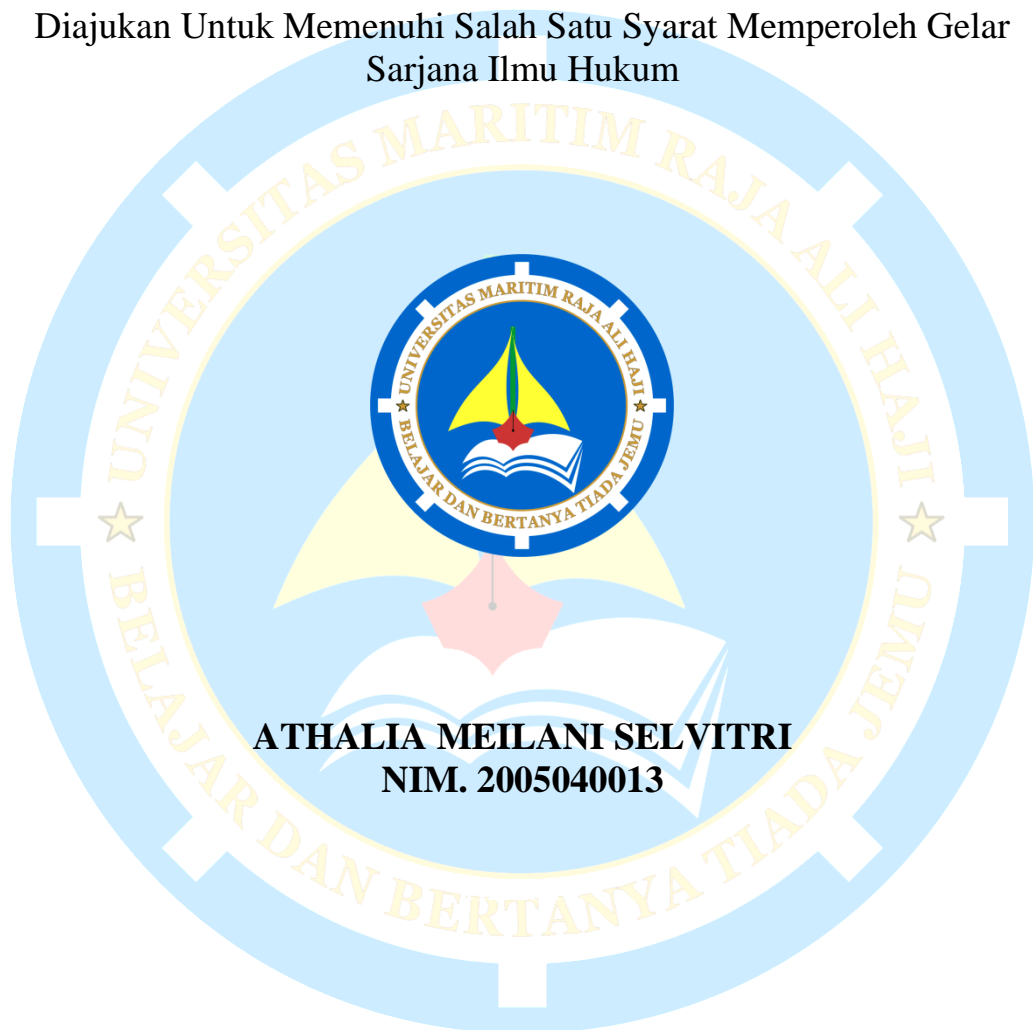 Diajukan Untuk Memenuhi Salah Satu Syarat Memperoleh Gelar
Sarjana Ilmu Hukum
UNIVERSITAS MARITIM RAJA ALI HAJI
BELAJAR DAN BERTANYA TIADA JEMU
UNIVERSITAS MARITIM RAJA ALI HAJI
BELAJAR DAN BERTANYA TIADA JEMU
ATHALIA MEILANI SELVITRI
NIM. 2005040013